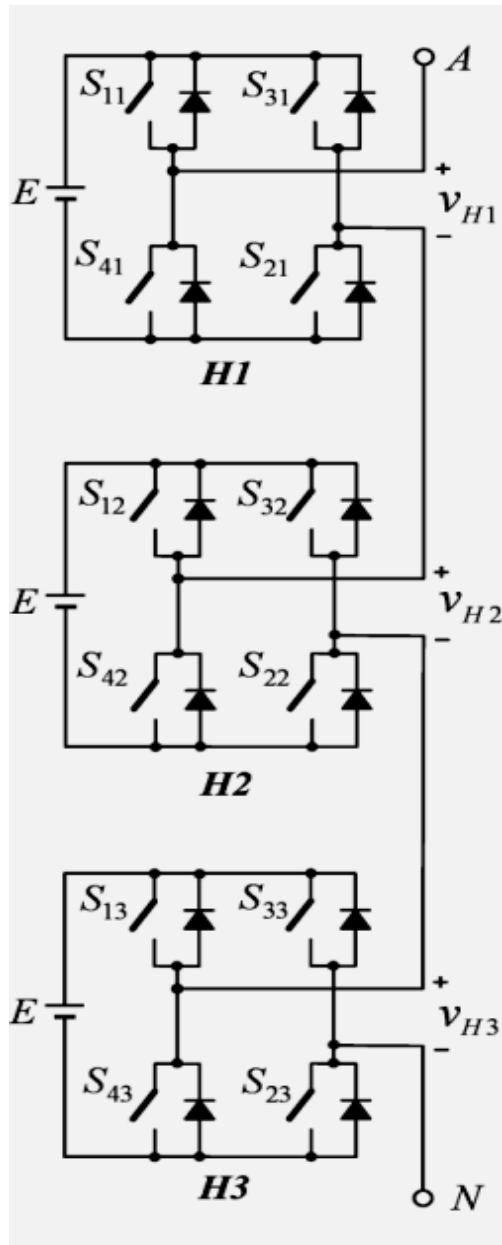 A
S11 S31
E
+
vH1
−
S41 S21
H1
S12 S32
E
+
vH2
−
S42 S22
H2
S13 S33
E
+
vH3
−
S43 S23
H3
N